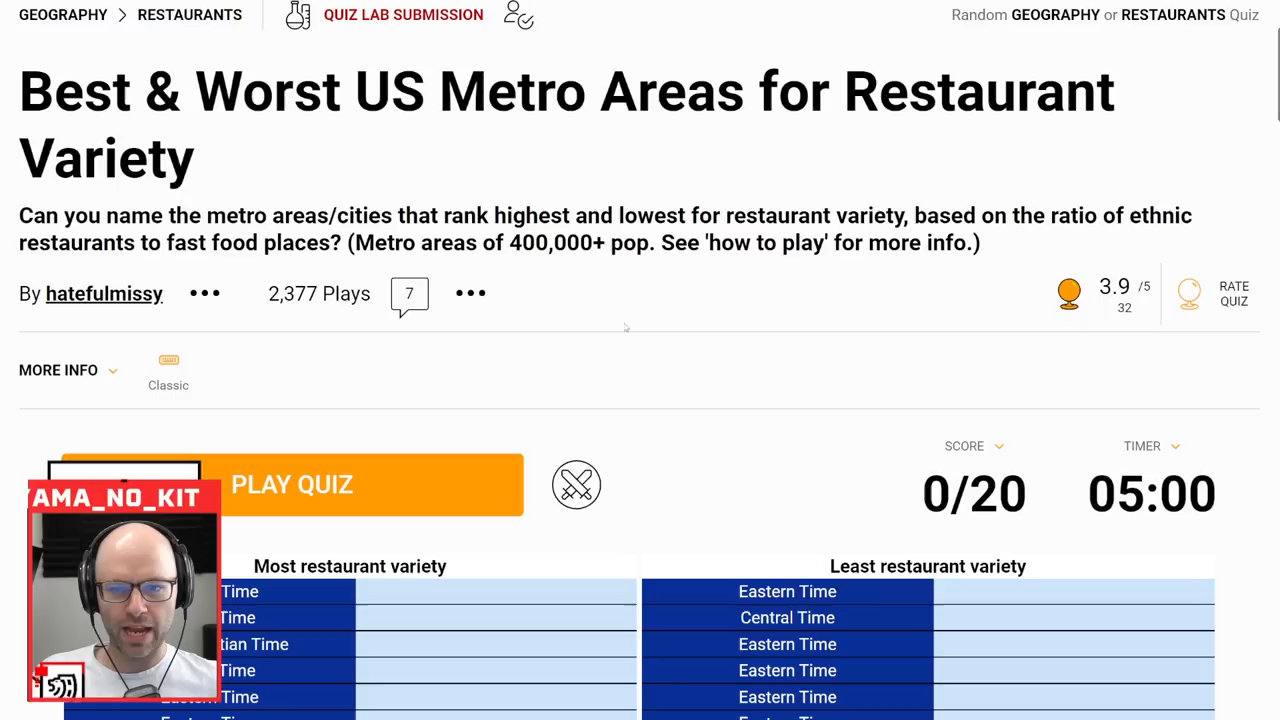 GEOGRAPHY > RESTAURANTS
QUIZ LAB SUBMISSION
Random GEOGRAPHY or RESTAURANTS Quiz
Best & Worst US Metro Areas for Restaurant
Variety
Can you name the metro areas/cities that rank highest and lowest for restaurant variety, based on the ratio of ethnic
restaurants to fast food places? (Metro areas of 400,000+ pop. See 'how to play' for more info.)
By hatefulmissy ••• 2,377 Plays 7 •••
3.9 /5
32
RATE
QUIZ
MORE INFO
Classic
PLAY QUIZ
SCORE
0/20
TIMER
05:00
YAMA_NO_KIT
Most restaurant variety
Time
Time
tian Time
Time
Eastern Time
Least restaurant variety
Eastern Time
Central Time
Eastern Time
Eastern Time
Eastern Time